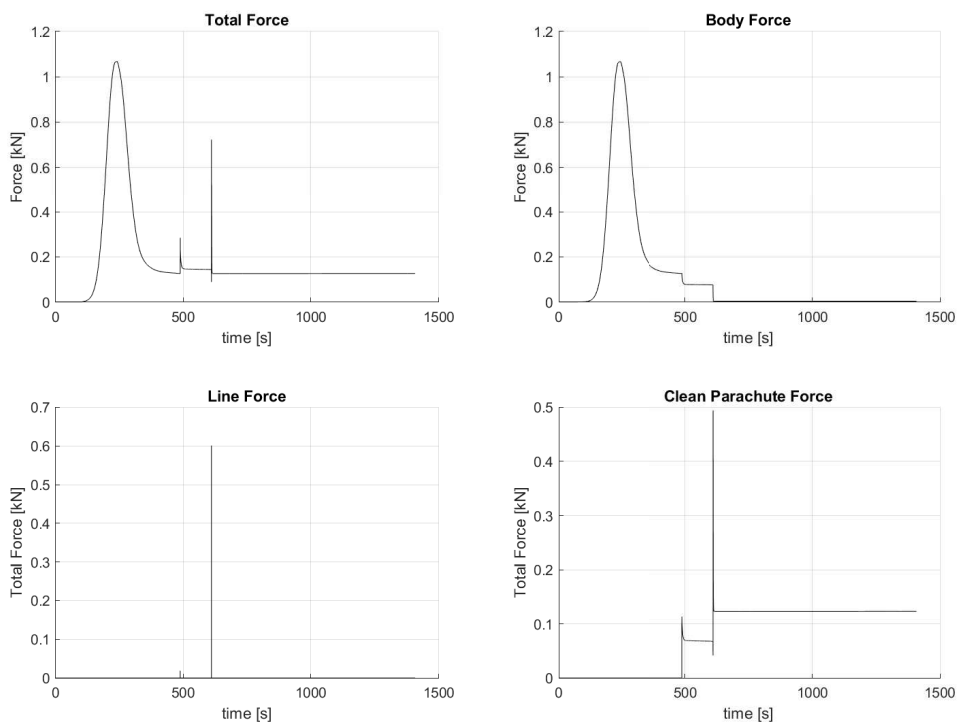 Total Force
1.2
1
0.8
0.6
0.4
0.2
0
Force [kN]
0 500 1000 1500
time [s]
Body Force
1.2
1
0.8
0.6
0.4
0.2
0
Force [kN]
0 500 1000 1500
time [s]
Line Force
0.7
0.6
0.5
0.4
0.3
0.2
0.1
0
Total Force [kN]
0 500 1000 1500
time [s]
Clean Parachute Force
0.5
0.4
0.3
0.2
0.1
0
Total Force [kN]
0 500 1000 1500
time [s]